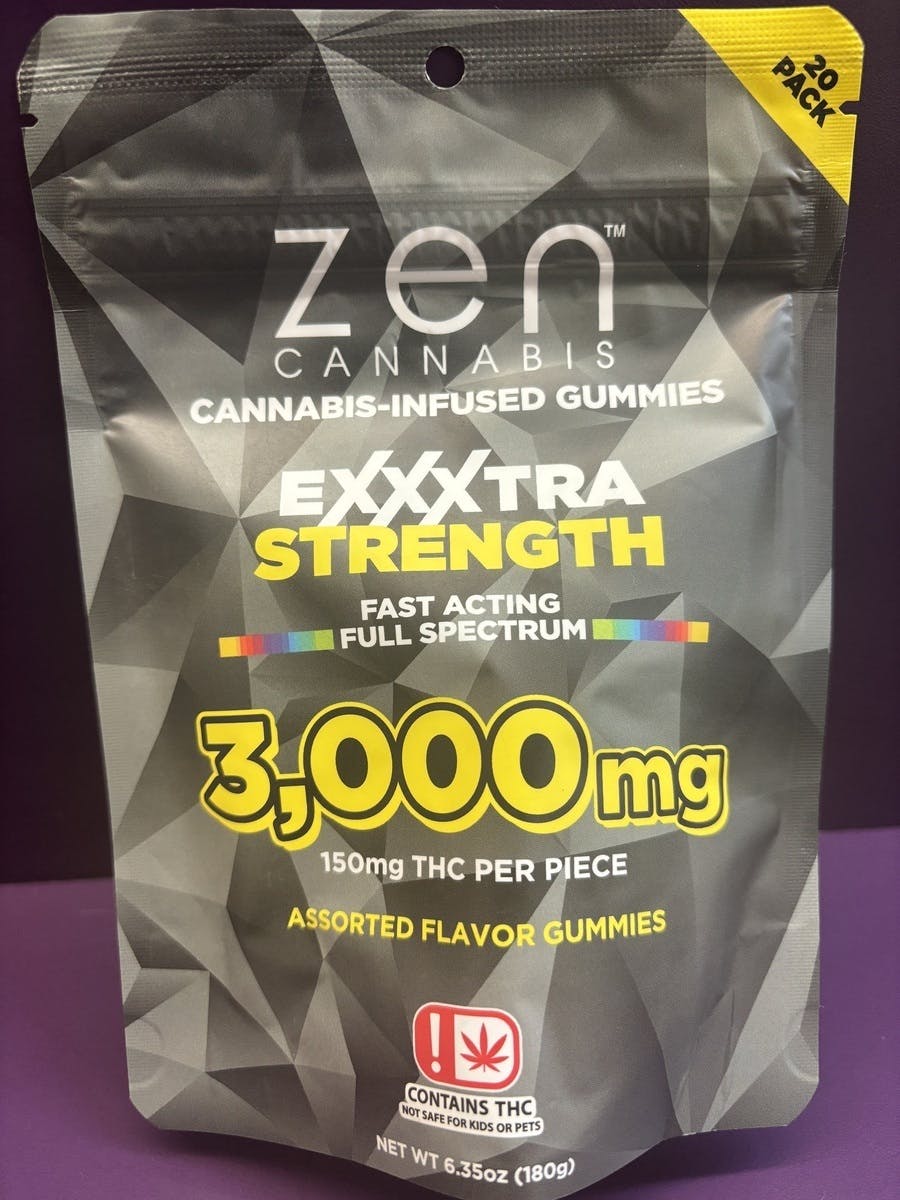 20
PACK
zen™
CANNABIS
CANNABIS-INFUSED GUMMIES
EXXXTRA
STRENGTH
FAST ACTING
FULL SPECTRUM
3,000mg
150mg THC PER PIECE
ASSORTED FLAVOR GUMMIES
!
CONTAINS THC
NOT SAFE FOR KIDS OR PETS
NET WT 6.35oz (180g)